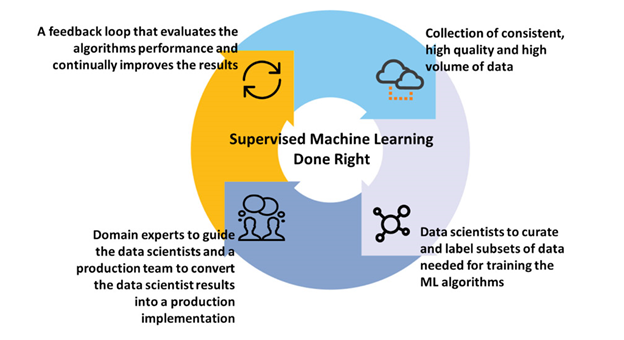 A feedback loop that evaluates the
algorithms performance and
continually improves the results
Collection of consistent,
high quality and high
volume of data
Supervised Machine Learning
Done Right
Domain experts to guide
the data scientists and a
production team to convert
the data scientist results
into a production
implementation
Data scientists to curate
and label subsets of data
needed for training the
ML algorithms